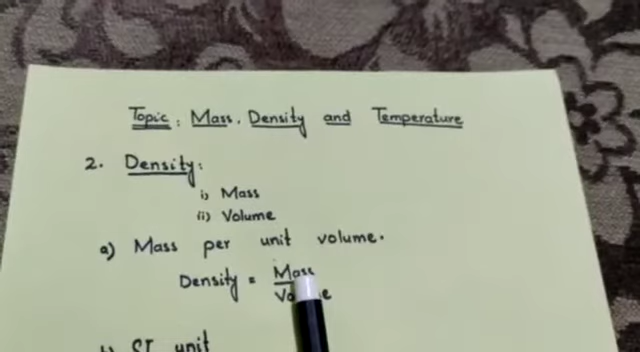 Topic: Mass, Density and Temperature
2. Density:
i) Mass
ii) Volume
a) Mass per unit volume.
Density = Mass
SI unit